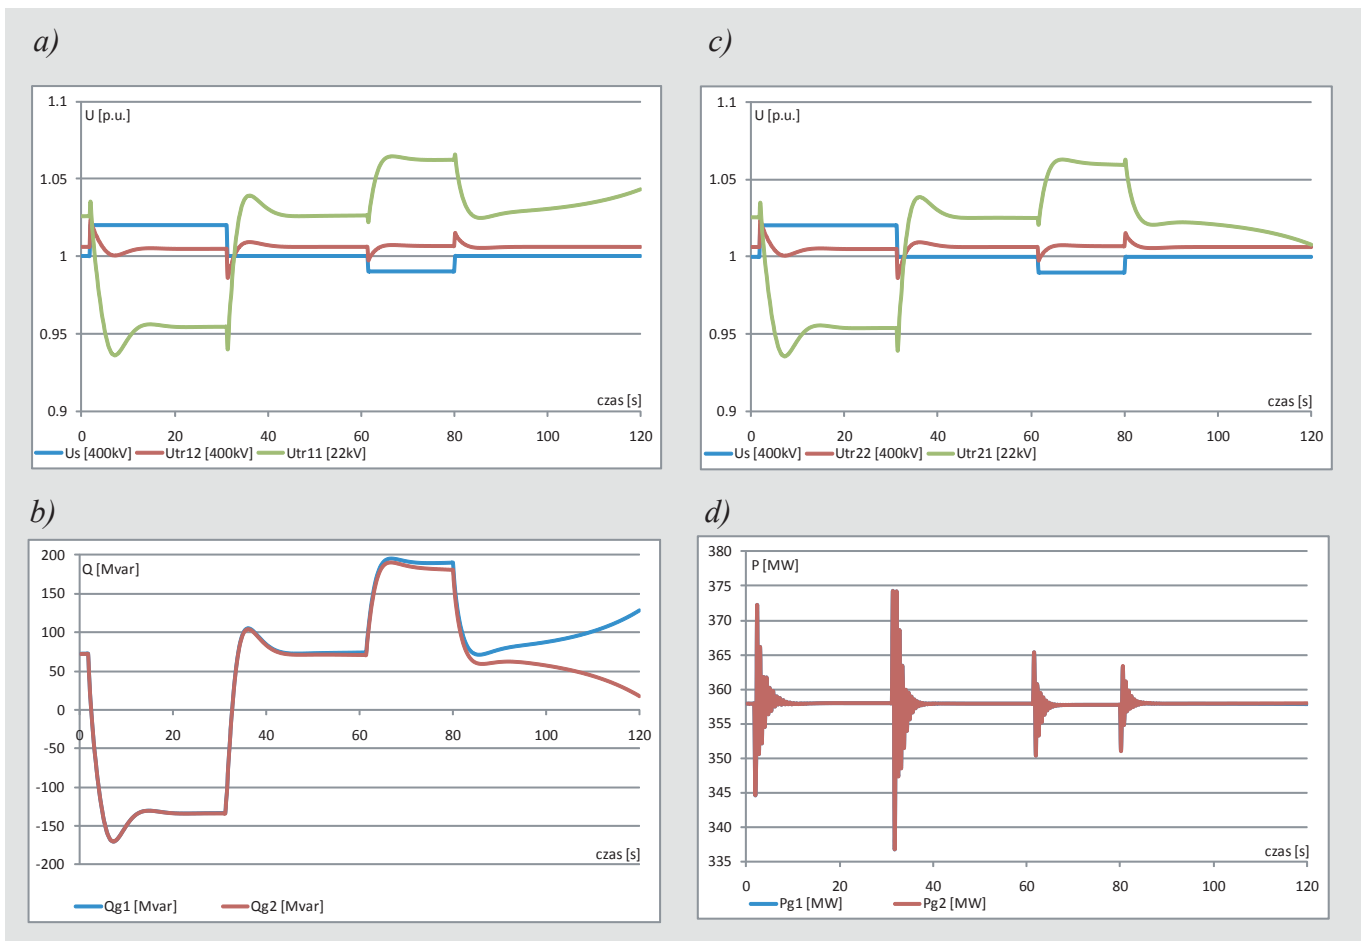 a)
U [p.u.]
1.1
1.05
1
0.95
0.9
czas [s]
0 20 40 60 80 100 120
Us [400kV] Utr12 [400kV] Utr11 [22kV]
c)
U [p.u.]
1.1
1.05
1
0.95
0.9
czas [s]
0 20 40 60 80 100 120
Us [400kV] Utr22 [400kV] Utr21 [22kV]
b)
Q [Mvar]
200
150
100
50
0
-50
-100
-150
-200
0 20 40 60 80 100 120
czas [s]
Qg1 [Mvar] Qg2 [Mvar]
d)
P [MW]
380
375
370
365
360
355
350
345
340
335
czas [s]
0 20 40 60 80 100 120
Pg1 [MW] Pg2 [MW]